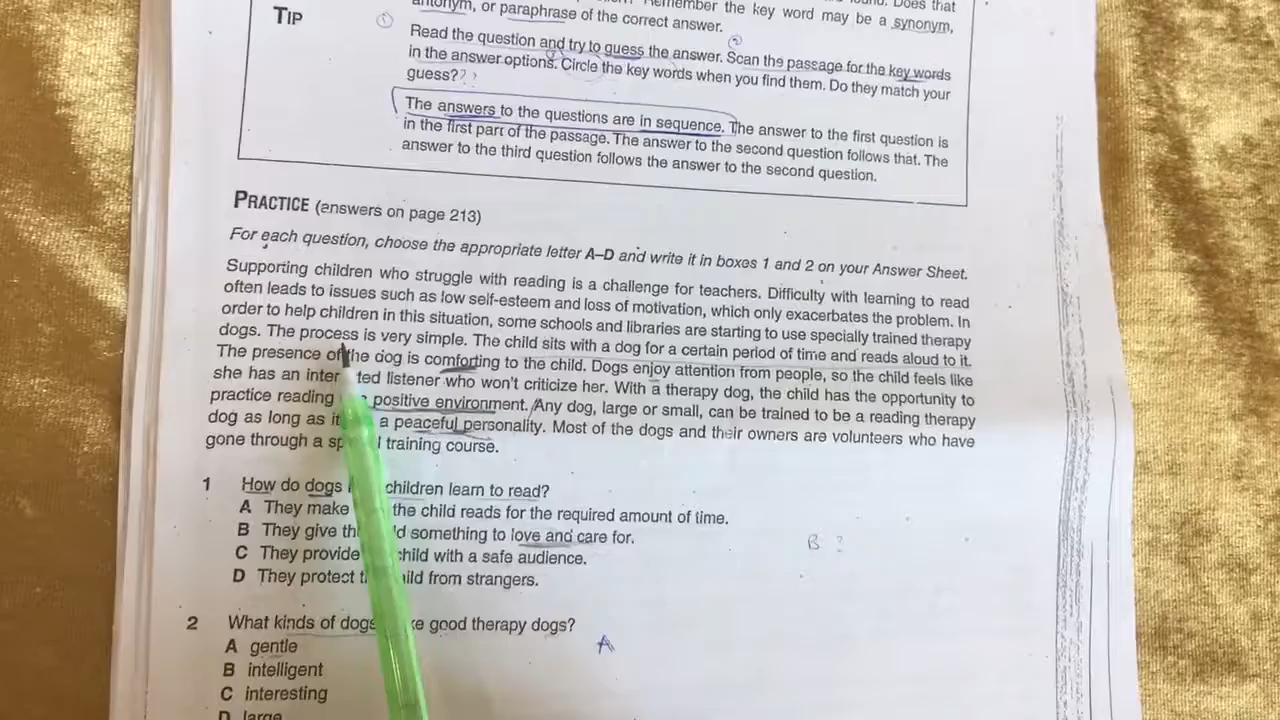 TIP
Remember the key word may be a synonym,
antonym, or paraphrase of the correct answer.
Read the question and try to guess the answer. Scan the passage for the key words
in the answer options. Circle the key words when you find them. Do they match your
guess??
The answers to the questions are in sequence. The answer to the first question is
in the first part of the passage. The answer to the second question follows that. The
answer to the third question follows the answer to the second question.
PRACTICE (answers on page 213)
For each question, choose the appropriate letter A–D and write it in boxes 1 and 2 on your Answer Sheet.
Supporting children who struggle with reading is a challenge for teachers. Difficulty with learning to read
often leads to issues such as low self-esteem and loss of motivation, which only exacerbates the problem. In
order to help children in this situation, some schools and libraries are starting to use specially trained therapy
dogs. The process is very simple. The child sits with a dog for a certain period of time and reads aloud to it.
The presence of the dog is comforting to the child. Dogs enjoy attention from people, so the child feels like
she has an listener who won't criticize her. With a therapy dog, the child has the opportunity to
practice reading positive environment. Any dog, large or small, can be trained to be a reading therapy
dog as long as it a peaceful personality. Most of the dogs and their owners are volunteers who have
gone through a training course.
1 How do dogs children learn to read?
A They make the child reads for the required amount of time.
B They give something to love and care for.
C They provide child with a safe audience.
D They protect child from strangers.
B ?
2 What kinds of dogs good therapy dogs?
A gentle
A
B intelligent
C interesting
D large